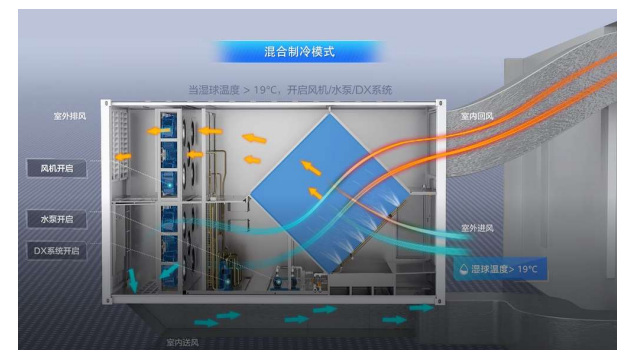 混合制冷模式
当湿球温度 > 19°C，开启风机/水泵/DX系统
室外排风
室内回风
风机开启
水泵开启
室外进风
DX系统开启
湿球温度> 19°C
室内送风